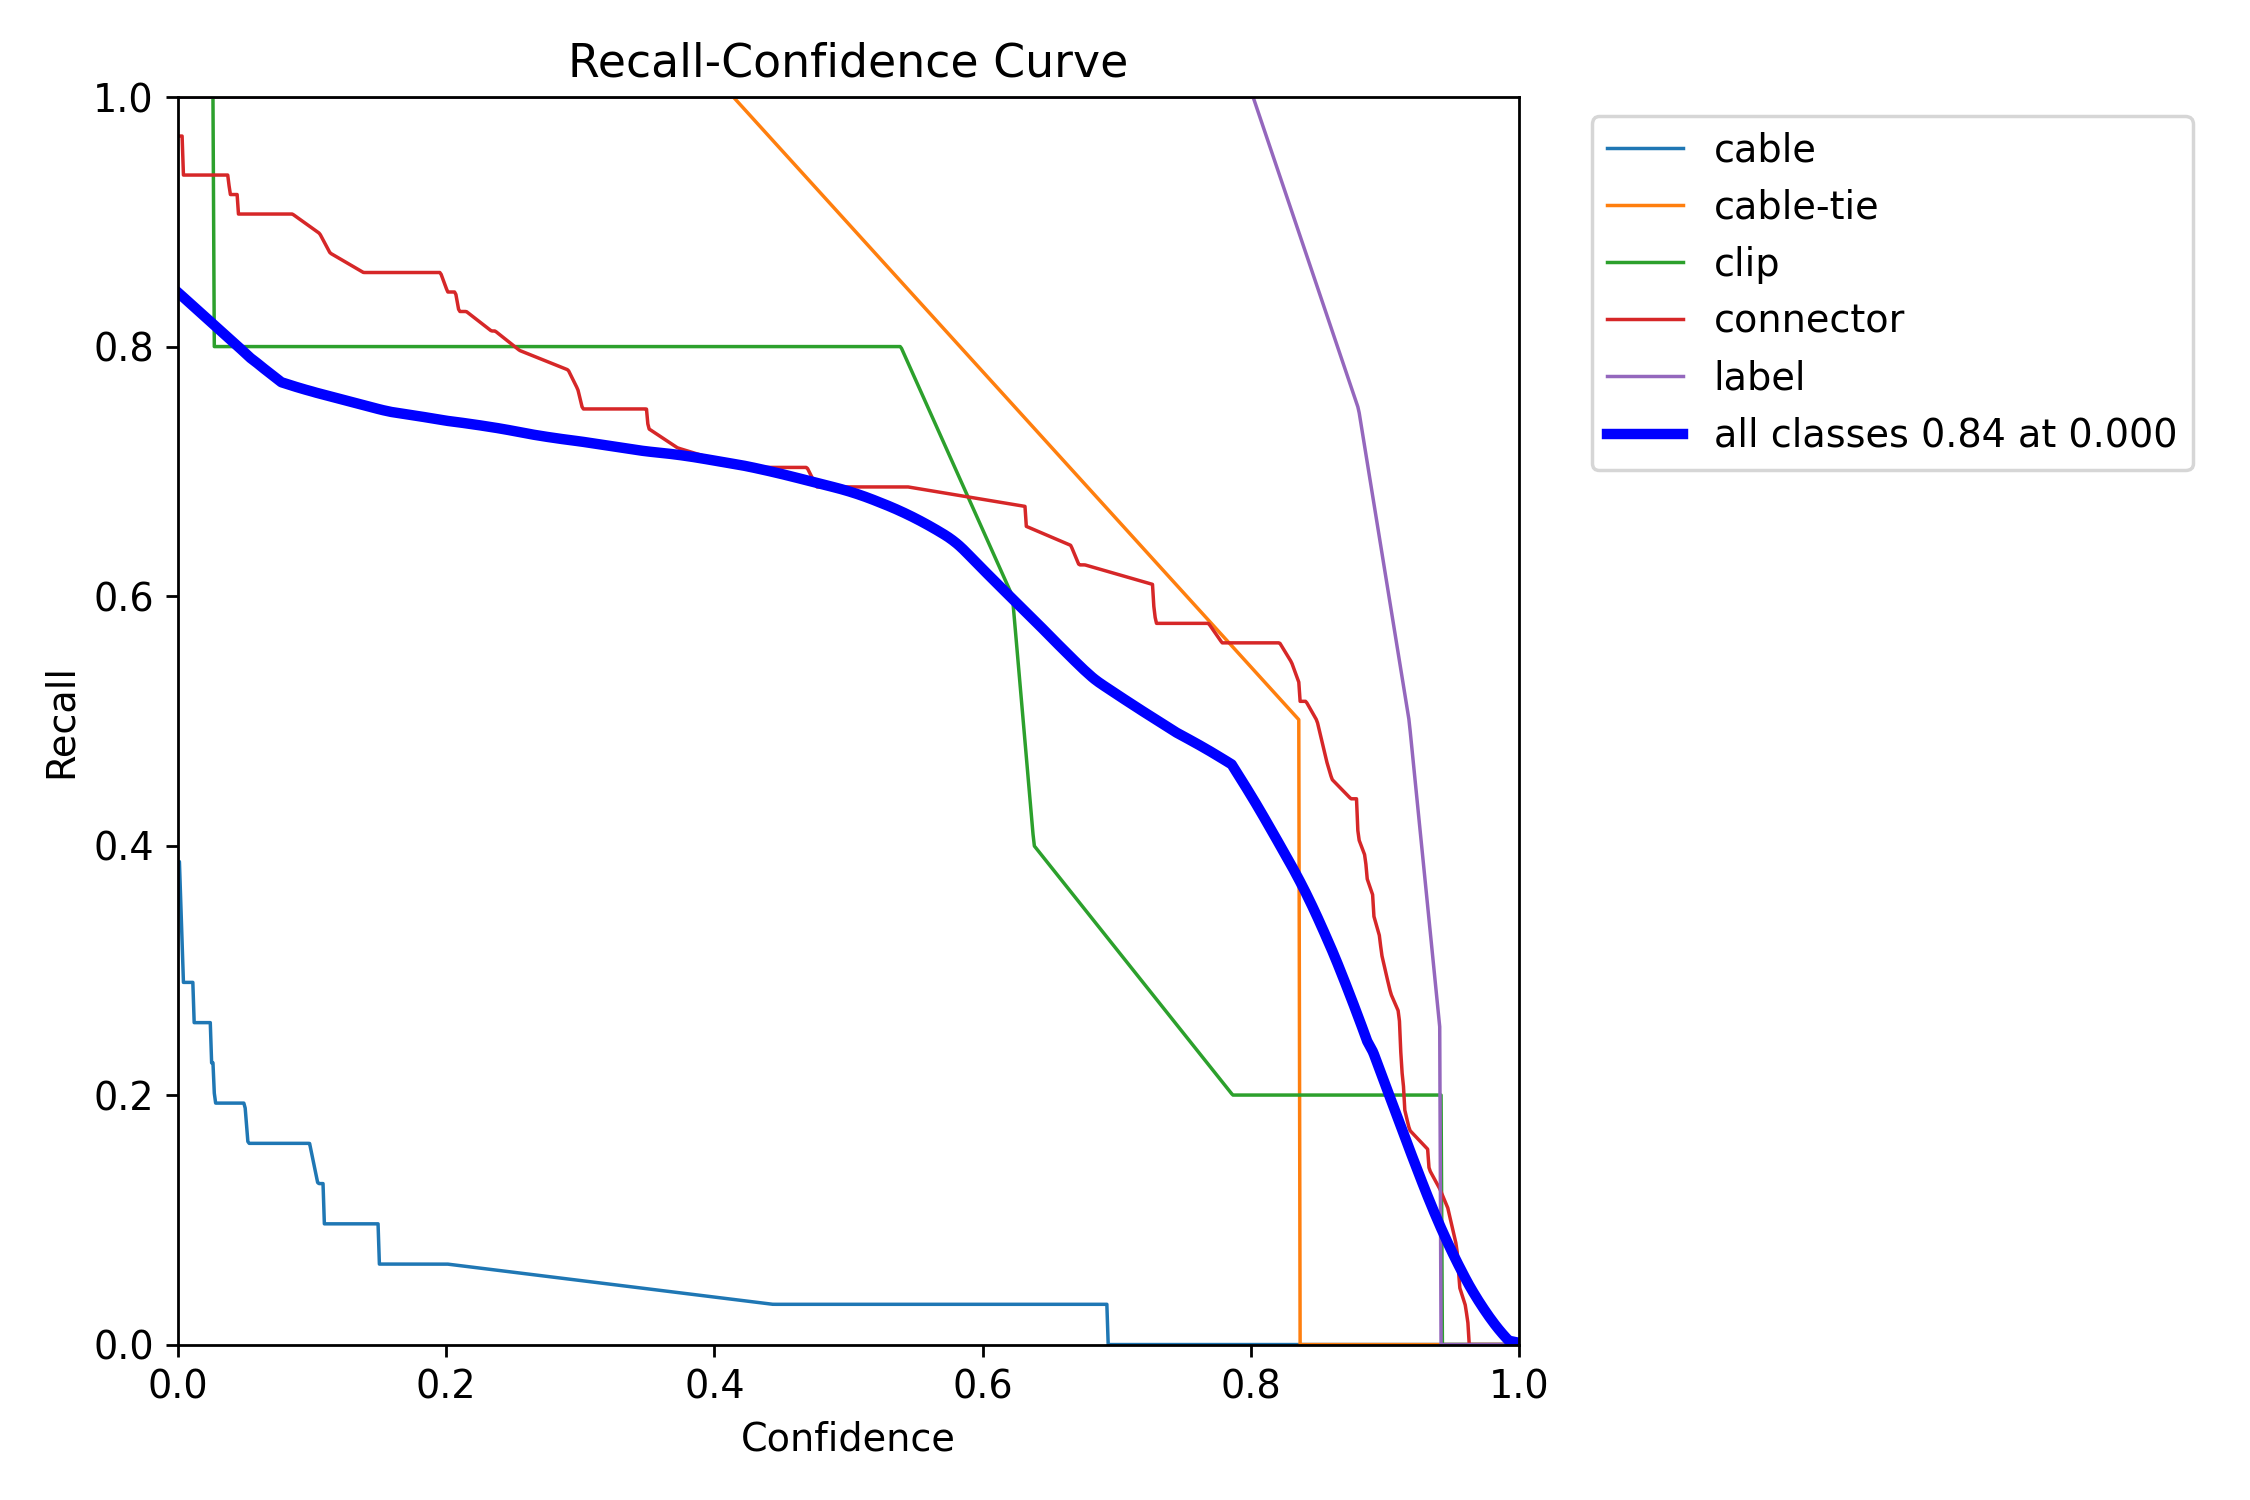 Recall-Confidence Curve
1.0
0.8
0.6
0.4
0.2
0.0
Recall
0.0 0.2 0.4 0.6 0.8 1.0
Confidence
cable
cable-tie
clip
connector
label
all classes 0.84 at 0.000